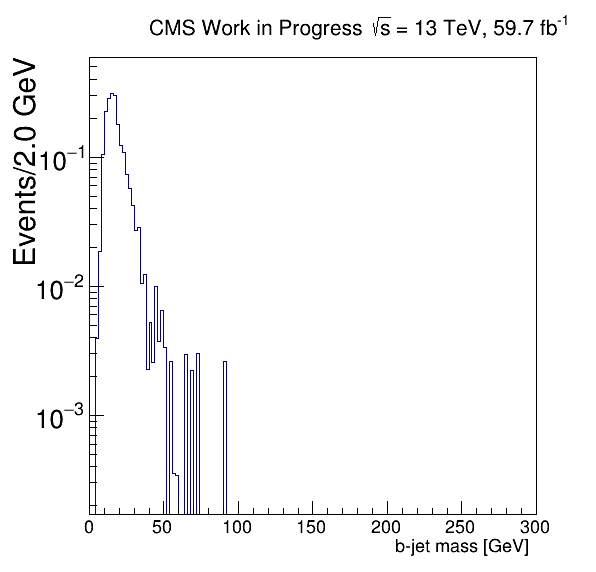 CMS Work in Progress √s = 13 TeV, 59.7 fb⁻¹
Events/2.0 GeV
10⁻¹
10⁻²
10⁻³
0 50 100 150 200 250 300
b-jet mass [GeV]